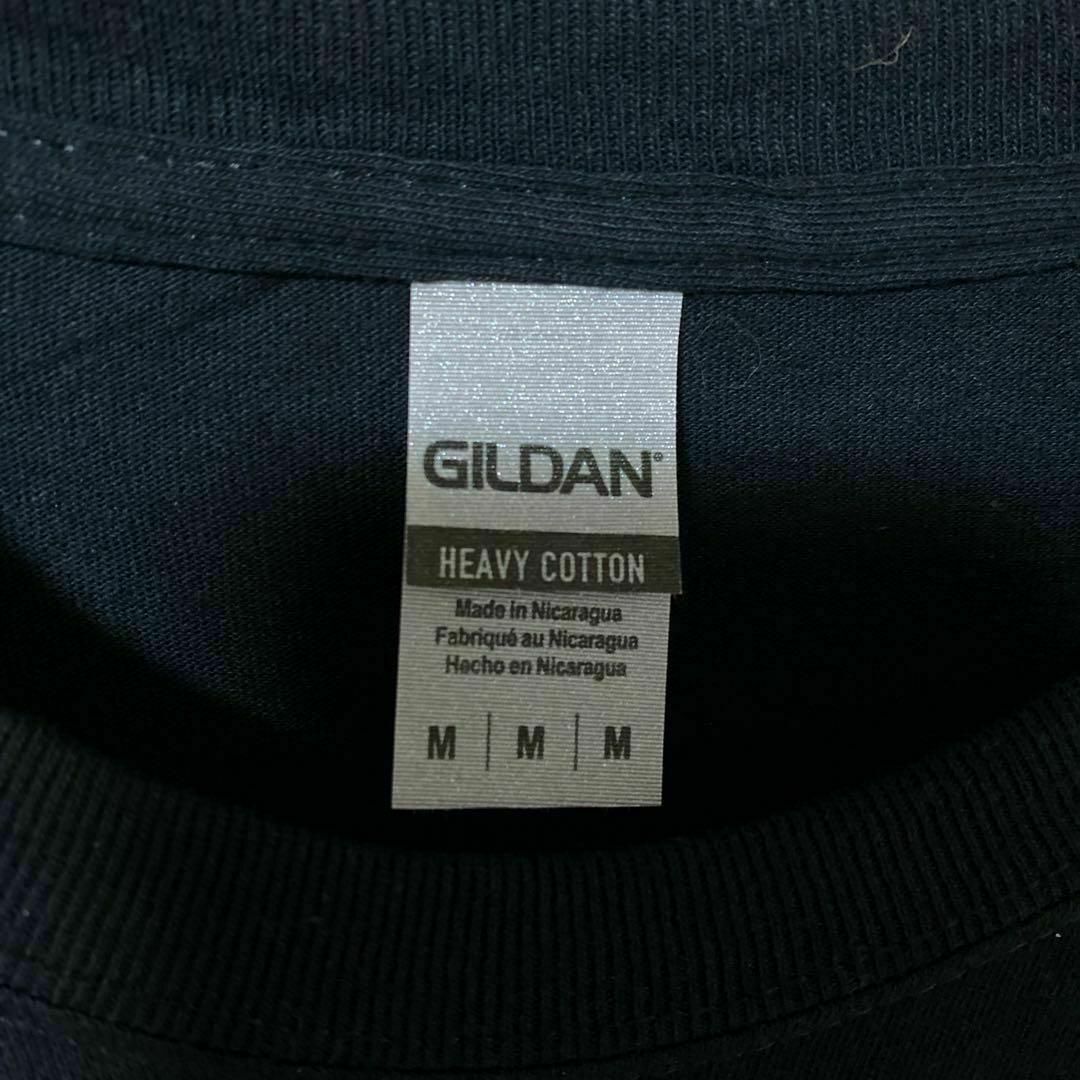 GILDAN®
HEAVY COTTON
Made in Nicaragua
Fabriqué au Nicaragua
Hecho en Nicaragua
M | M | M